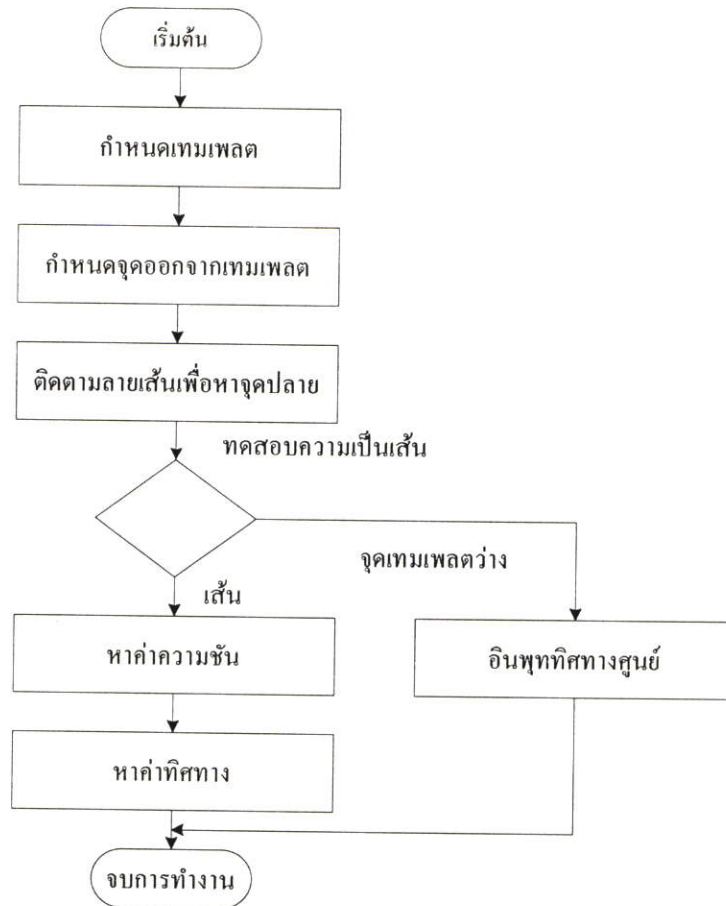 เริ่มต้น
กำหนดเทมเพลต
กำหนดจุดออกจากเทมเพลต
ติดตามลายเส้นเพื่อหาจุดปลาย
ทดสอบความเป็นเส้น
จุดเทมเพลตว่าง
เส้น
หาค่าความชัน
อินพุททิศทางศูนย์
หาค่าทิศทาง
จบการทำงาน